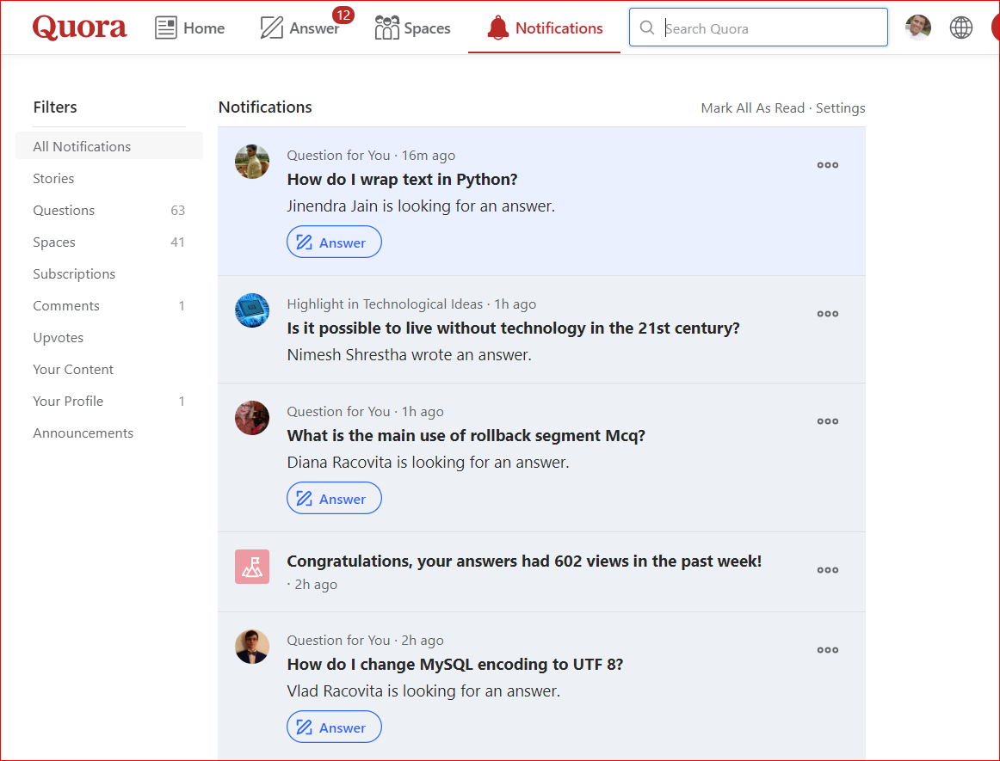 Quora
Home
Answer
12
Spaces
Notifications
Search Quora
Filters
All Notifications
Stories
Questions 63
Spaces 41
Subscriptions
Comments 1
Upvotes
Your Content
Your Profile 1
Announcements
Notifications
Mark All As Read · Settings
Question for You · 16m ago
How do I wrap text in Python?
Jinendra Jain is looking for an answer.
Answer
Highlight in Technological Ideas · 1h ago
Is it possible to live without technology in the 21st century?
Nimesh Shrestha wrote an answer.
Question for You · 1h ago
What is the main use of rollback segment Mcq?
Diana Racovita is looking for an answer.
Answer
Congratulations, your answers had 602 views in the past week!
· 2h ago
Question for You · 2h ago
How do I change MySQL encoding to UTF 8?
Vlad Racovita is looking for an answer.
Answer